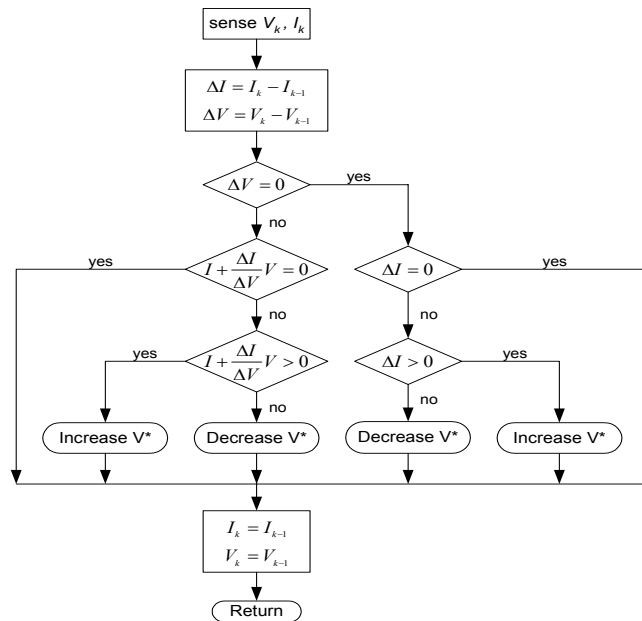 sense V_k, I_k
ΔI = I_k − I_{k−1}
ΔV = V_k − V_{k−1}
ΔV = 0
yes
no
yes
I + ΔI/ΔV V = 0
ΔI = 0
yes
no
no
yes
I + ΔI/ΔV V > 0
ΔI > 0
yes
no
no
Increase V*
Decrease V*
Decrease V*
Increase V*
I_k = I_{k−1}
V_k = V_{k−1}
Return